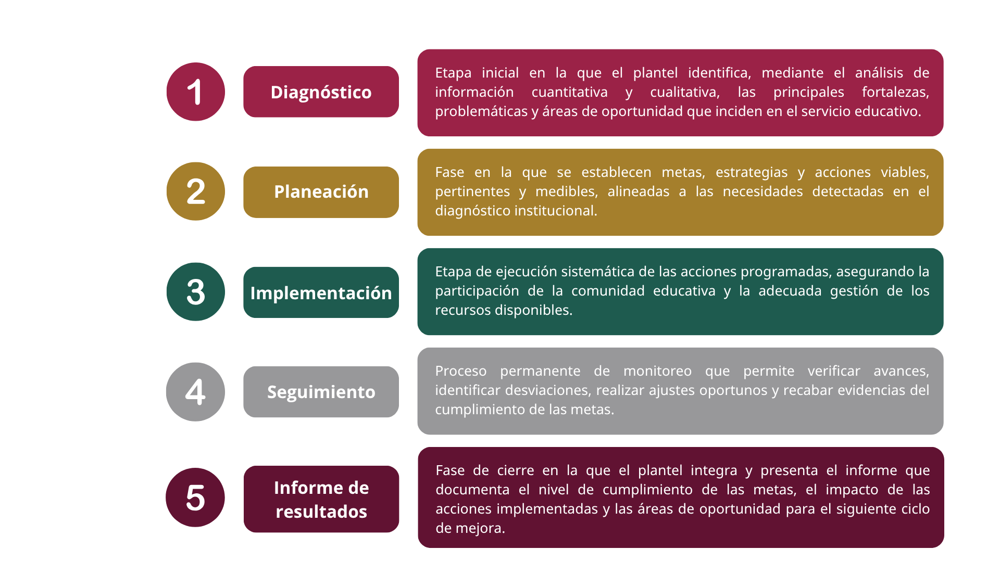 1
Diagnóstico
Etapa inicial en la que el plantel identifica, mediante el análisis de
información cuantitativa y cualitativa, las principales fortalezas,
problemáticas y áreas de oportunidad que inciden en el servicio educativo.
2
Planeación
Fase en la que se establecen metas, estrategias y acciones viables,
pertinentes y medibles, alineadas a las necesidades detectadas en el
diagnóstico institucional.
3
Implementación
Etapa de ejecución sistemática de las acciones programadas, asegurando la
participación de la comunidad educativa y la adecuada gestión de los
recursos disponibles.
4
Seguimiento
Proceso permanente de monitoreo que permite verificar avances,
identificar desviaciones, realizar ajustes oportunos y recabar evidencias del
cumplimiento de las metas.
5
Informe de
resultados
Fase de cierre en la que el plantel integra y presenta el informe que
documenta el nivel de cumplimiento de las metas, el impacto de las
acciones implementadas y las áreas de oportunidad para el siguiente ciclo
de mejora.